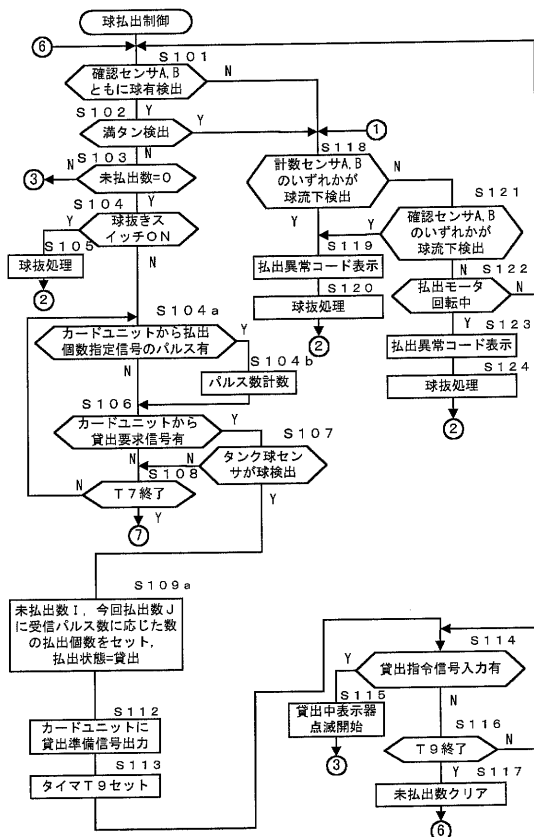 球払出制御
⑥
S101
確認センサA,B
ともに球有検出
N
Y
S102
満タン検出
Y
N
①
S103
未払出数=0
N
③
Y
S104
球抜きス
イッチON
Y
N
S105
球抜処理
②
S118
計数センサA,B
のいずれかが
球流下検出
N
Y
S121
確認センサA,B
のいずれかが
球流下検出
Y
N
S119
払出異常コード表示
S120
球抜処理
②
S122
払出モータ
回転中
N
Y
S123
払出異常コード表示
S124
球抜処理
②
S104a
カードユニットから払出
個数指定信号のパルス有
Y
N
S104b
パルス数計数
S106
カードユニットから
貸出要求信号有
Y
N
S107
タンク球セン
サが球検出
N
Y
S108
T7終了
N
Y
⑦
S109a
未払出数I,今回払出数J
に受信パルス数に応じた数
の払出個数をセット,
払出状態=貸出
S112
カードユニットに
貸出準備信号出力
S113
タイマT9セット
S114
貸出指令信号入力有
Y
N
S115
貸出中表示器
点滅開始
③
S116
T9終了
N
Y
S117
未払出数クリア
⑥